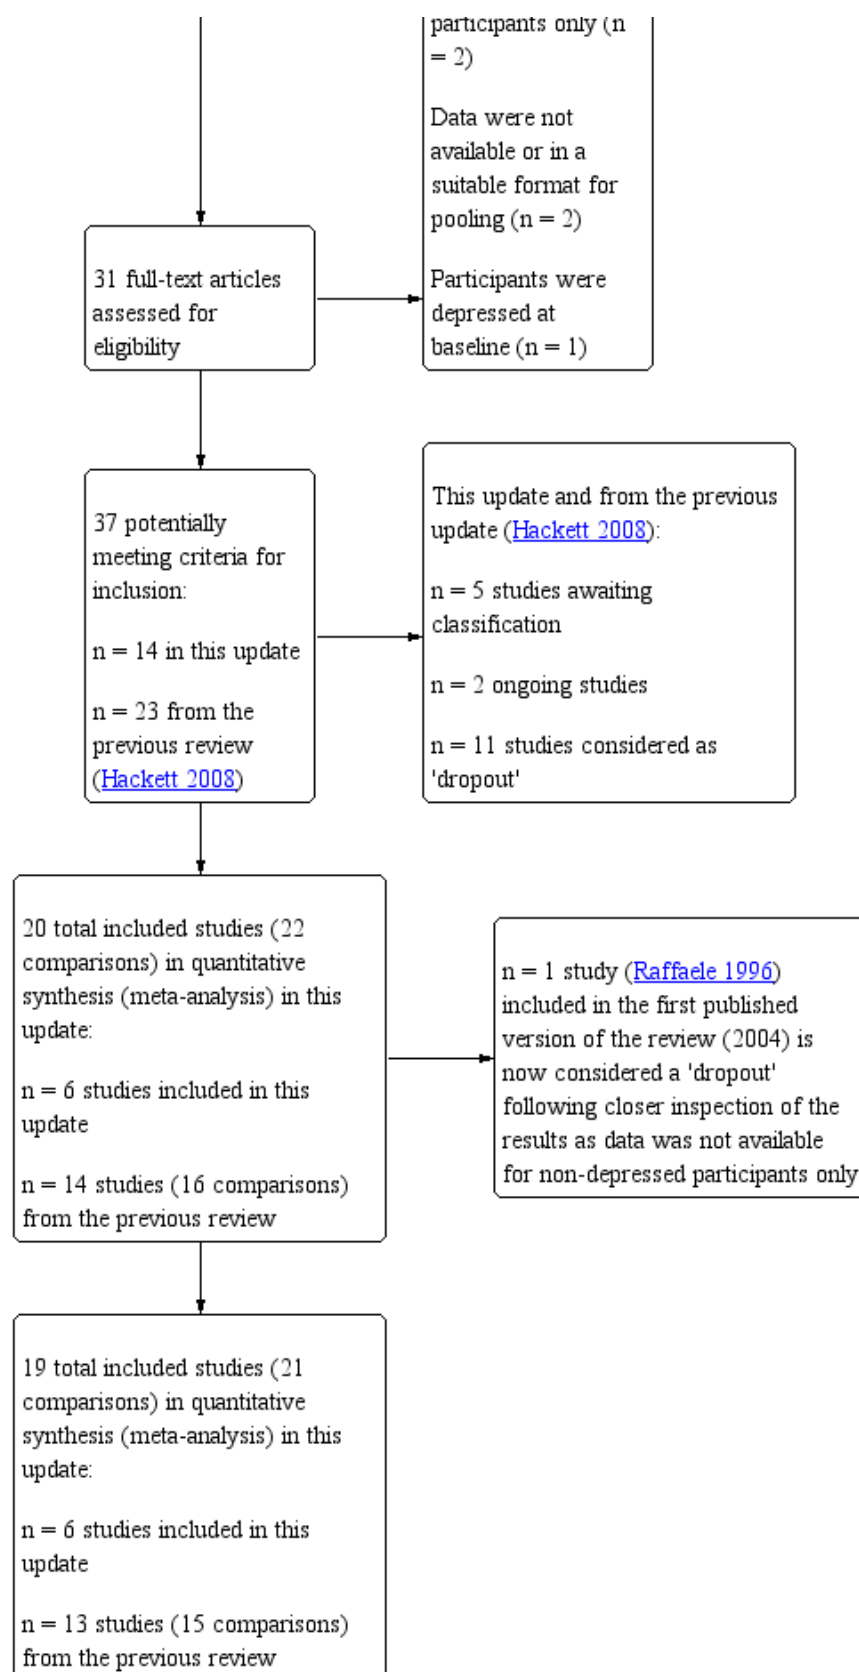 participants only (n
= 2)
Data were not
available or in a
suitable format for
pooling (n = 2)
Participants were
depressed at
baseline (n = 1)
31 full-text articles
assessed for
eligibility
37 potentially
meeting criteria for
inclusion:
n = 14 in this update
n = 23 from the
previous review
(Hackett 2008)
This update and from the previous
update (Hackett 2008):
n = 5 studies awaiting
classification
n = 2 ongoing studies
n = 11 studies considered as
'dropout'
20 total included studies (22
comparisons) in quantitative
synthesis (meta-analysis) in this
update:
n = 6 studies included in this
update
n = 14 studies (16 comparisons)
from the previous review
n = 1 study (Raffaele 1996)
included in the first published
version of the review (2004) is
now considered a 'dropout'
following closer inspection of the
results as data was not available
for non-depressed participants only
19 total included studies (21
comparisons) in quantitative
synthesis (meta-analysis) in this
update:
n = 6 studies included in this
update
n = 13 studies (15 comparisons)
from the previous review